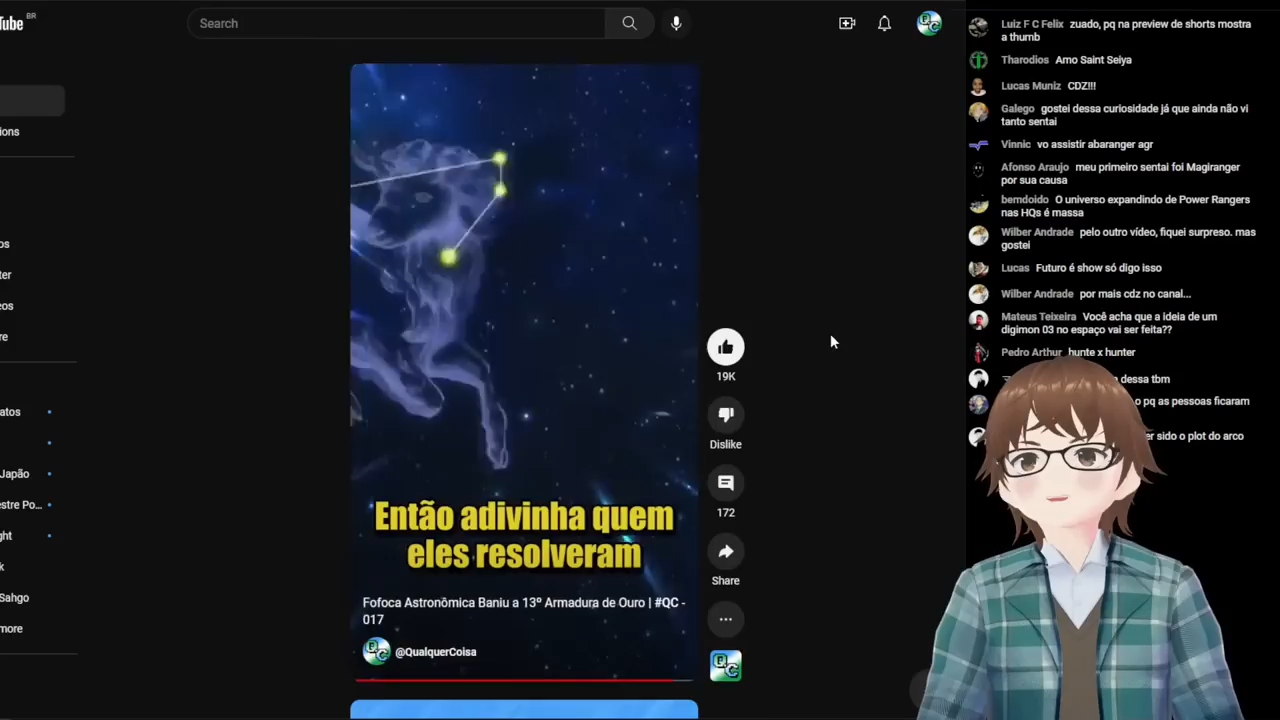 Tube BR
Search
ions
os
ter
eos
re
atos
Japão
estre Po...
ght
k
Sahgo
more
Então adivinha quem
eles resolveram
Fofoca Astronômica Baniu a 13º Armadura de Ouro | #QC -
017
@QualquerCoisa
19K
Dislike
172
Share
Luiz F C Felix zuado, pq na preview de shorts mostra
a thumb
Tharodios Amo Saint Seiya
Lucas Muniz CDZ!!!
Galego gostei dessa curiosidade já que ainda não vi
tanto sentai
Vinnic vo assistir abaranger agr
Afonso Araujo meu primeiro sentai foi Magiranger
por sua causa
bemdoido O universo expandindo de Power Rangers
nas HQs é massa
Wilber Andrade pelo outro vídeo, fiquei surpreso. mas
gostei
Lucas Futuro é show só digo isso
Wilber Andrade por mais cdz no canal...
Mateus Teixeira Você acha que a ideia de um
digimon 03 no espaço vai ser feita??
Pedro Arthur hunte x hunter
dessa tbm
o pq as pessoas ficaram
er sido o plot do arco